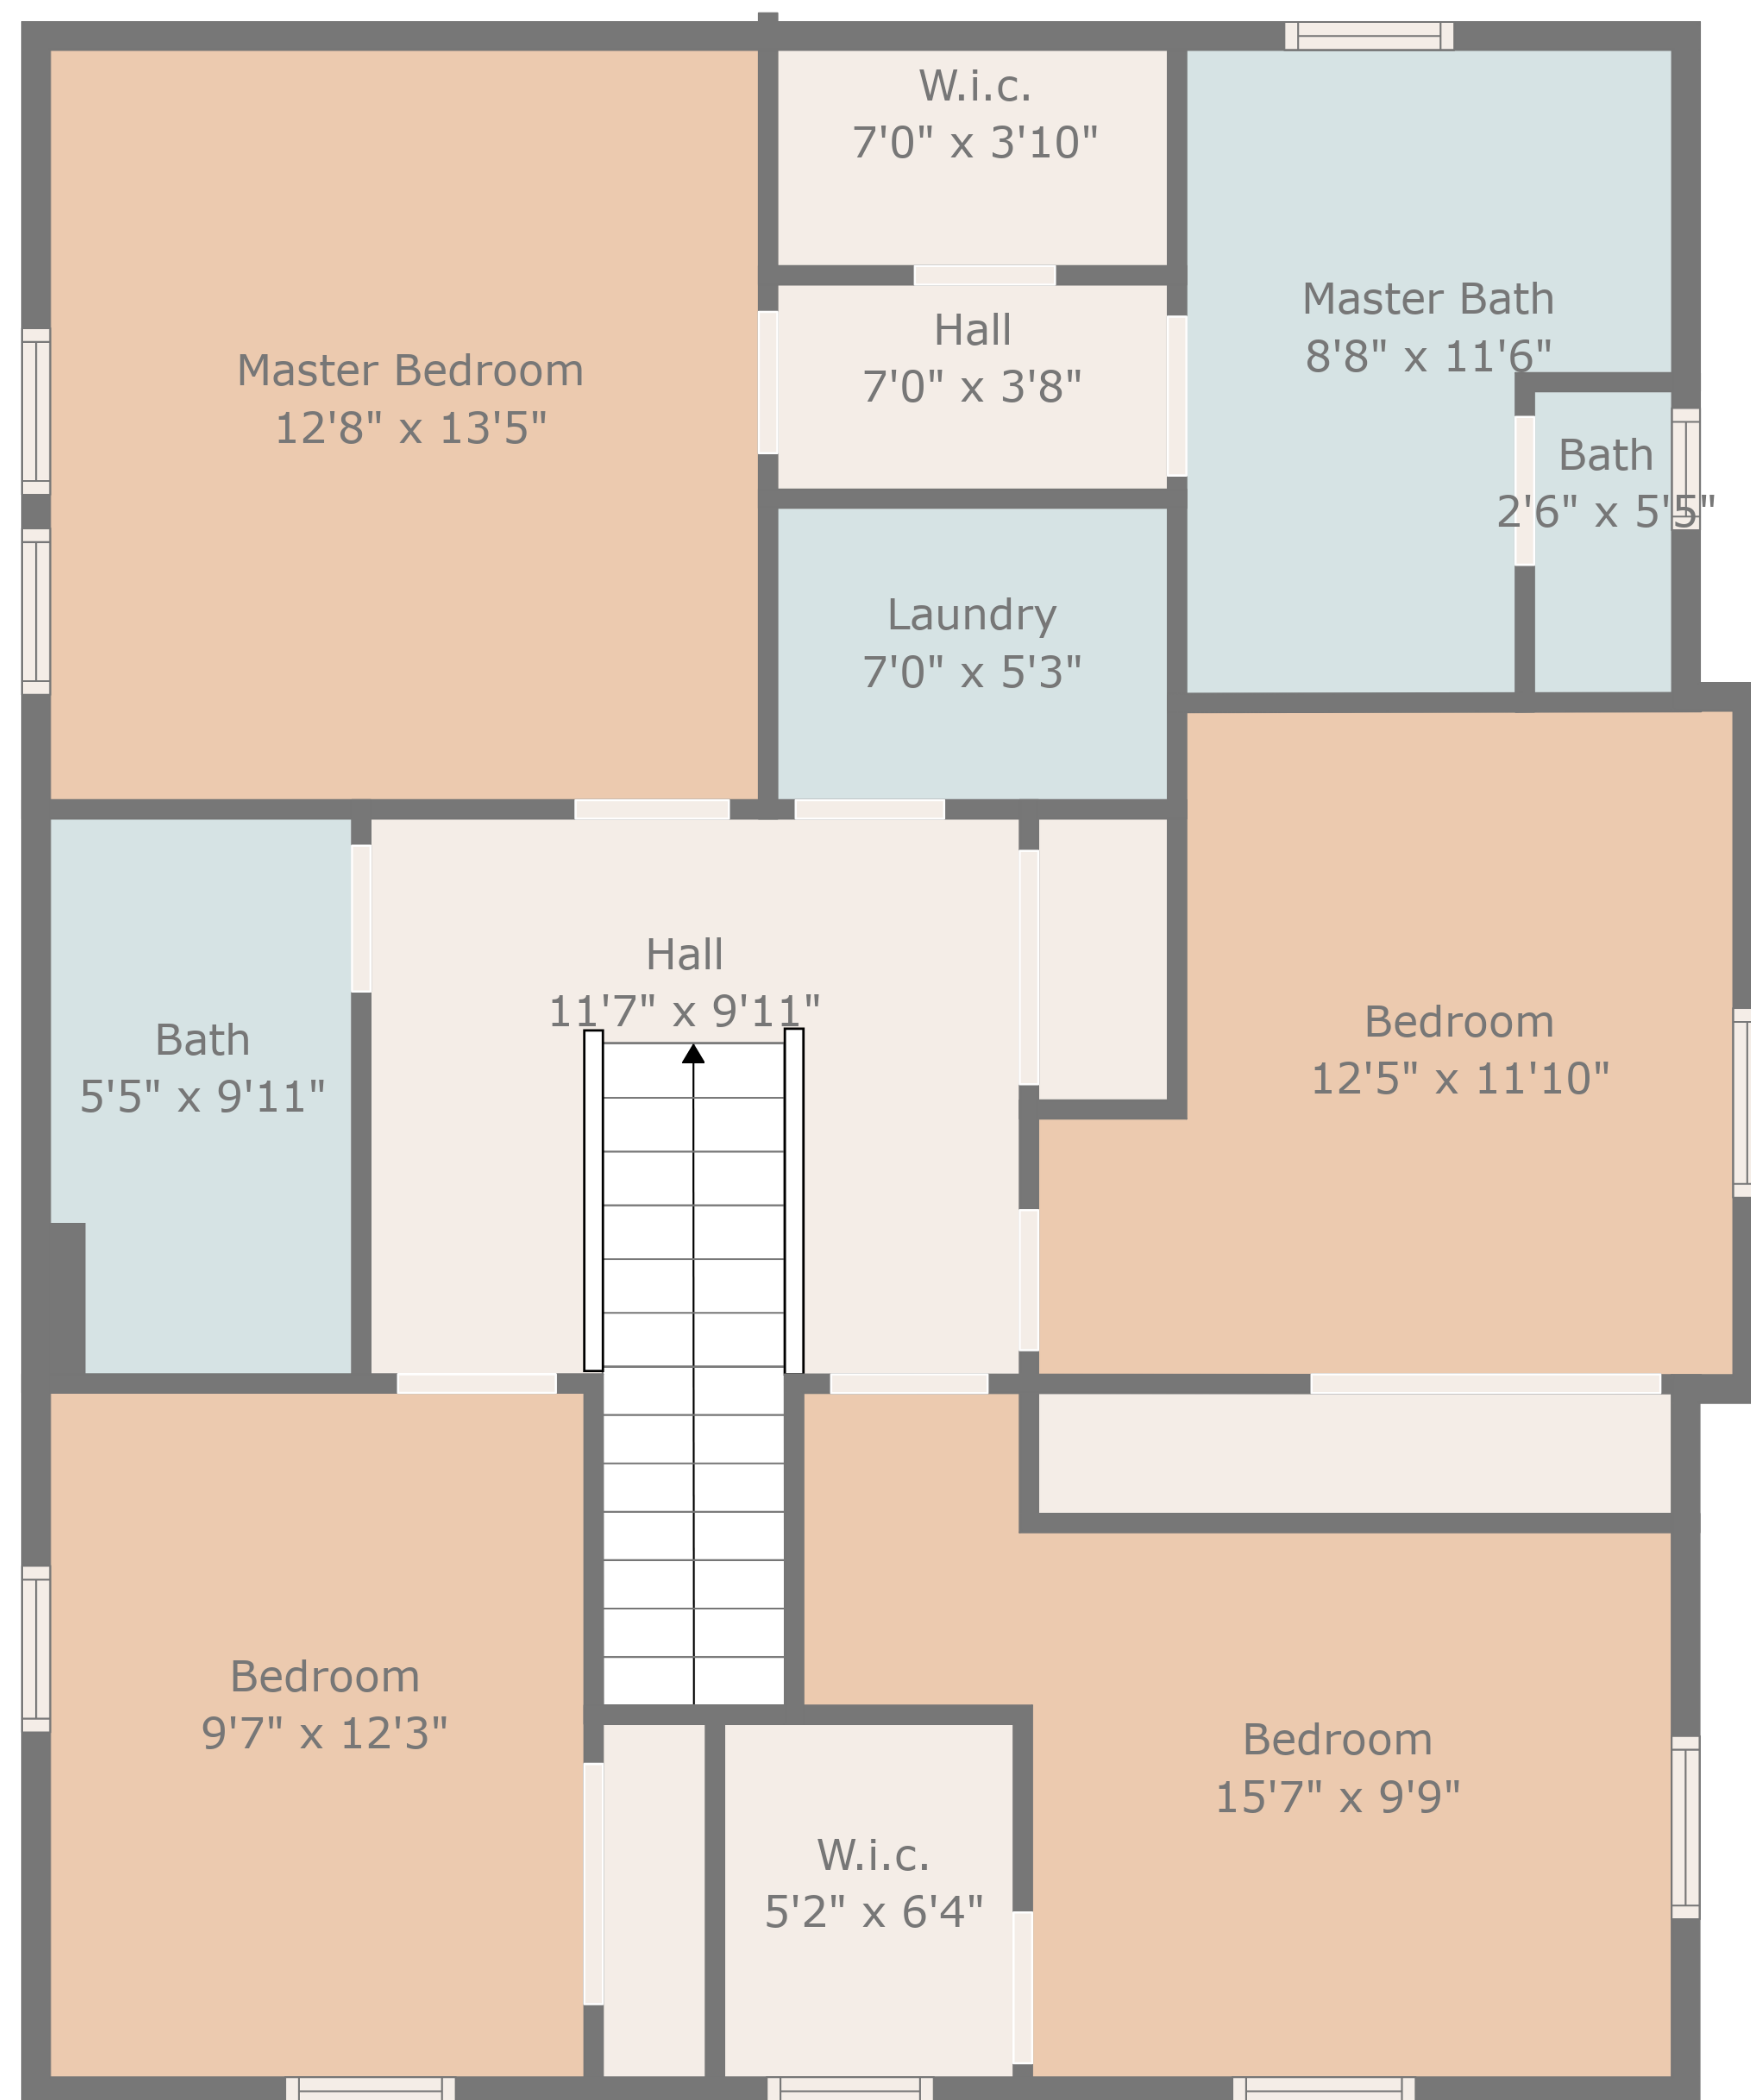 W.i.c.
7'0" x 3'10"
Hall
7'0" x 3'8"
Master Bath
8'8" x 11'6"
Master Bedroom
12'8" x 13'5"
Bath
2'6" x 5'5"
Laundry
7'0" x 5'3"
Hall
11'7" x 9'11"
Bath
5'5" x 9'11"
Bedroom
12'5" x 11'10"
Bedroom
9'7" x 12'3"
Bedroom
15'7" x 9'9"
W.i.c.
5'2" x 6'4"